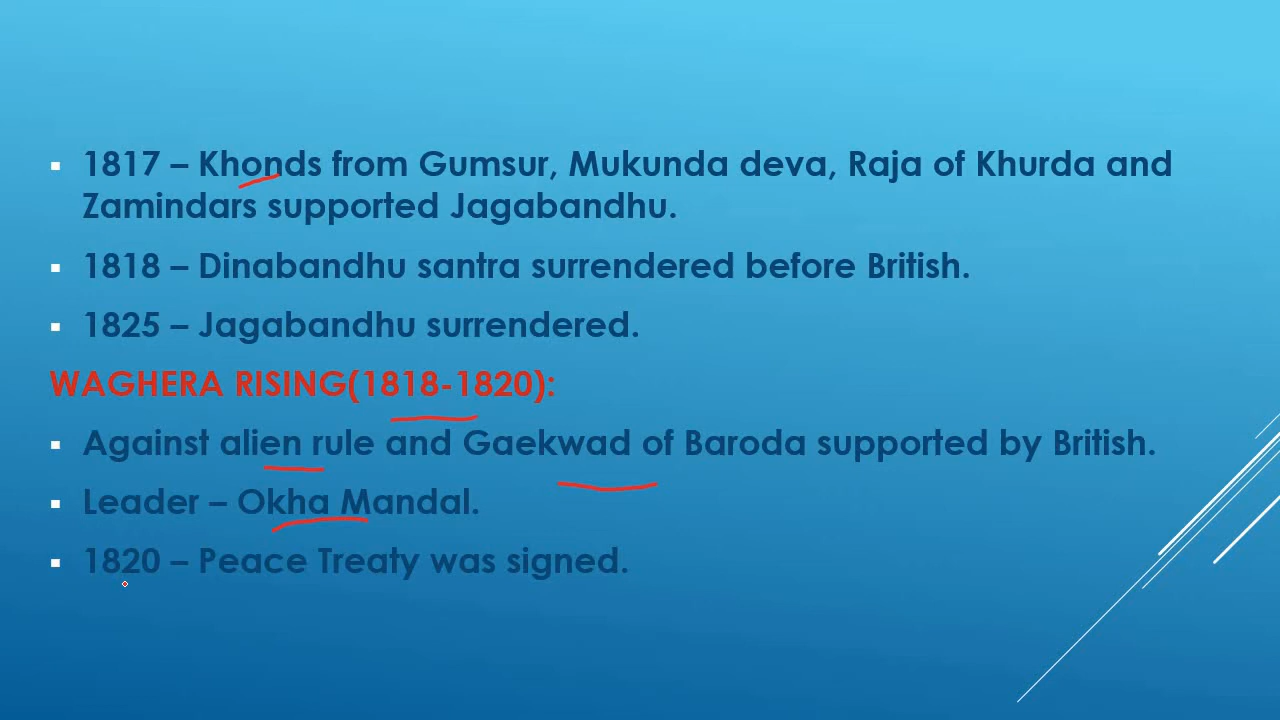 1817 – Khonds from Gumsur, Mukunda deva, Raja of Khurda and
Zamindars supported Jagabandhu.
1818 – Dinabandhu santra surrendered before British.
1825 – Jagabandhu surrendered.
WAGHERA RISING(1818-1820):
Against alien rule and Gaekwad of Baroda supported by British.
Leader – Okha Mandal.
1820 – Peace Treaty was signed.